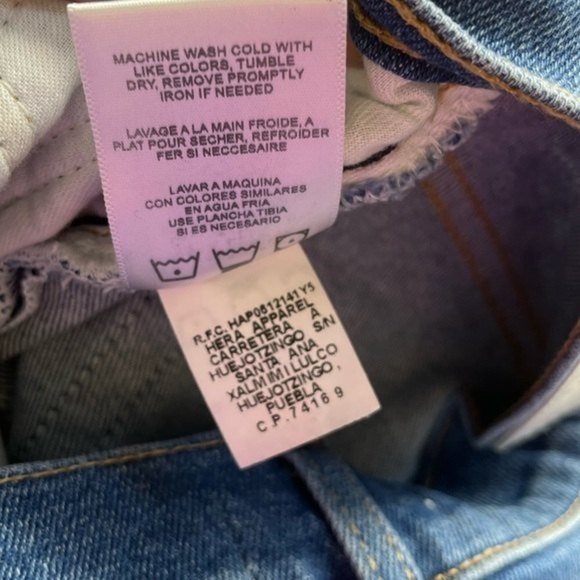 MACHINE WASH COLD WITH
LIKE COLORS, TUMBLE
DRY, REMOVE PROMPTLY
IRON IF NEEDED
LAVAGE A LA MAIN FROIDE, A
PLAT POUR SECHER, REFROIDER
FER SI NECCESAIRE
LAVAR A MAQUINA
CON COLORES SIMILARES
EN AGUA FRIA
USE PLANCHA TIBIA
SI ES NECESARIO
R.F.C. HAP0612141Y5
HERA APPAREL
CARRETERA A
HUEJOTZINGO S/N
SANTA ANA
XALMIMILULCO
HUEJOTZINGO,
PUEBLA
C.P. 74169